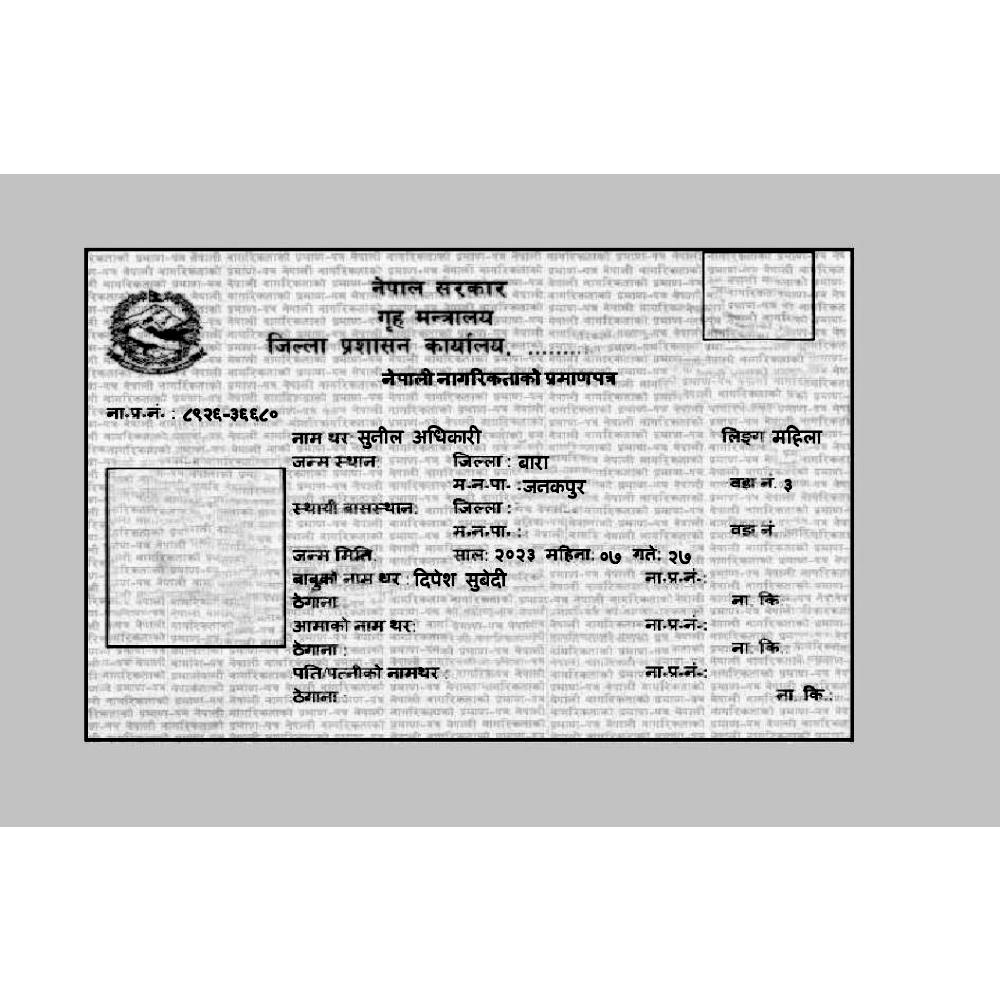 नेपाल सरकार
गृह मन्त्रालय
जिल्ला प्रशासन कार्यालय, ........
नेपाली नागरिकताको प्रमाणपत्र
ना.प्र.नं. : ८९२६-३६६८०
नाम थर: सुनील अधिकारी लिङ्ग महिला
जन्म स्थान: जिल्ला : बारा
म.न.पा. :जनकपुर वडा नं. ३
स्थायी बासस्थान: जिल्ला :
म.न.पा. : वडा नं.
जन्म मिति: साल: २०२३ महिना: ०७ गते: २७
बाबुको नाम थर : दिपेश सुबेदी ना.प्र.नं.:
ठेगाना : ना. कि.
आमाको नाम थर: ना.प्र.नं.:
ठेगाना : ना. कि.:
पति/पत्नीको नामथर : ना.प्र.नं.:
ठेगाना : ना. कि.: